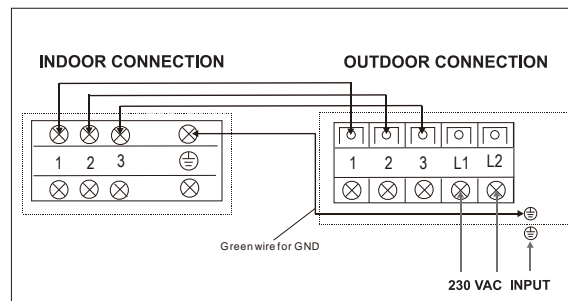 INDOOR CONNECTION
OUTDOOR CONNECTION
1 2 3
1 2 3 L1 L2
Green wire for GND
230 VAC INPUT